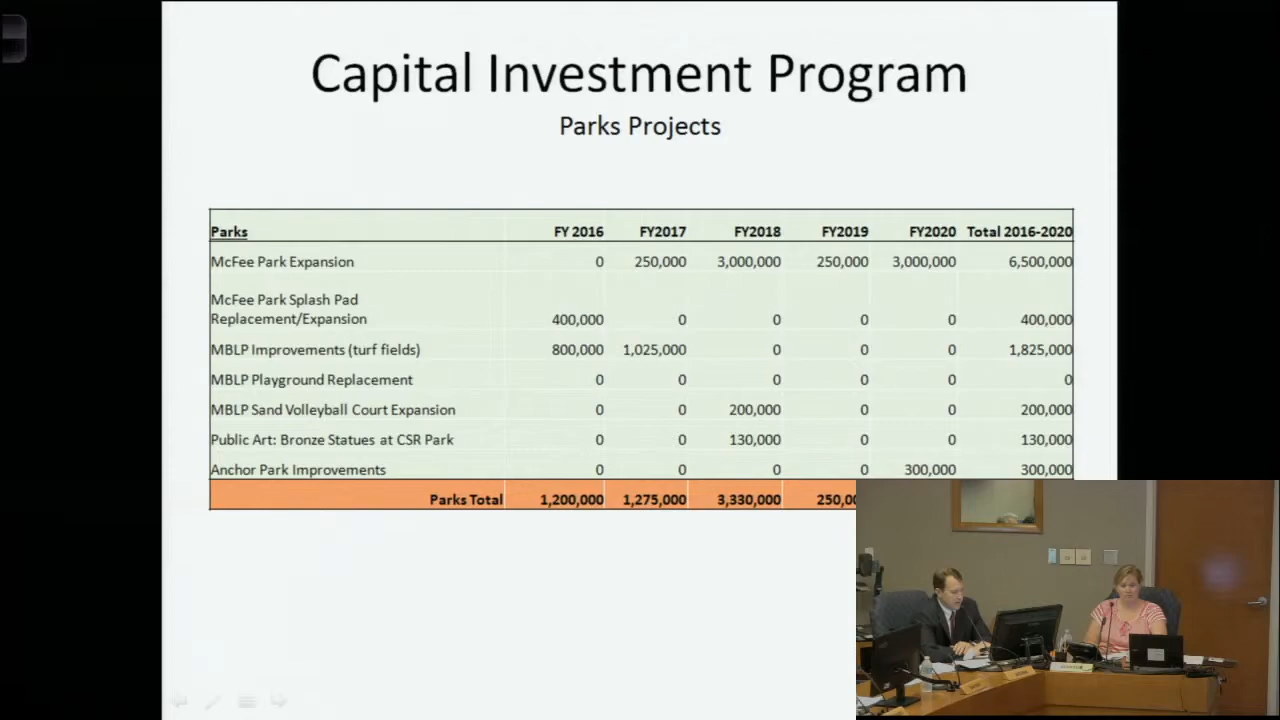 Capital Investment Program
Parks Projects
Parks FY 2016 FY2017 FY2018 FY2019 FY2020 Total 2016-2020
McFee Park Expansion 0 250,000 3,000,000 250,000 3,000,000 6,500,000
McFee Park Splash Pad
Replacement/Expansion 400,000 0 0 0 0 400,000
MBLP Improvements (turf fields) 800,000 1,025,000 0 0 0 1,825,000
MBLP Playground Replacement 0 0 0 0 0 0
MBLP Sand Volleyball Court Expansion 0 0 200,000 0 0 200,000
Public Art: Bronze Statues at CSR Park 0 0 130,000 0 0 130,000
Anchor Park Improvements 0 0 0 0 300,000 300,000
Parks Total 1,200,000 1,275,000 3,330,000